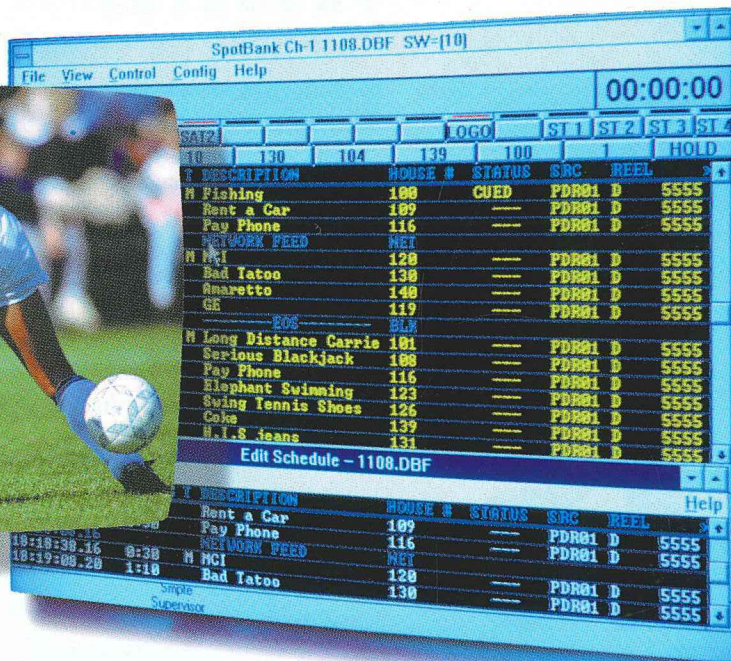 SpotBank Ch-1 1108.DBF SW=[10]
File View Control Config Help
00:00:00
SAT2 LOGO ST 1 ST 2 ST 3 ST 4
10 130 104 139 100 1 HOLD
T DESCRIPTION HOUSE # STATUS SRC REEL >
M Fishing 100 CUED PDR01 D 5555
Rent a Car 109 ---- PDR01 D 5555
Pay Phone 116 ---- PDR01 D 5555
NETWORK FEED NET
M MCI 120 ---- PDR01 D 5555
Bad Tatoo 130 ---- PDR01 D 5555
Amaretto 140 ---- PDR01 D 5555
GE 119 ---- PDR01 D 5555
--------EOS-------- BLK
M Long Distance Carrie 101 ---- PDR01 D 5555
Serious Blackjack 108 ---- PDR01 D 5555
Pay Phone 116 ---- PDR01 D 5555
Elephant Swimming 123 ---- PDR01 D 5555
Swing Tennis Shoes 126 ---- PDR01 D 5555
Coke 139 ---- PDR01 D 5555
H.I.S jeans 131 ---- PDR01 D 5555
Edit Schedule – 1108.DBF
Help
T DESCRIPTION HOUSE # STATUS SRC REEL >
Rent a Car 109 ---- PDR01 D 5555
Pay Phone 116 ---- PDR01 D 5555
NETWORK FEED NET
18:18:38.16 0:30 M MCI 120 ---- PDR01 D 5555
18:19:08.20 1:10 Bad Tatoo 130 ---- PDR01 D 5555
Smple
Supervisor